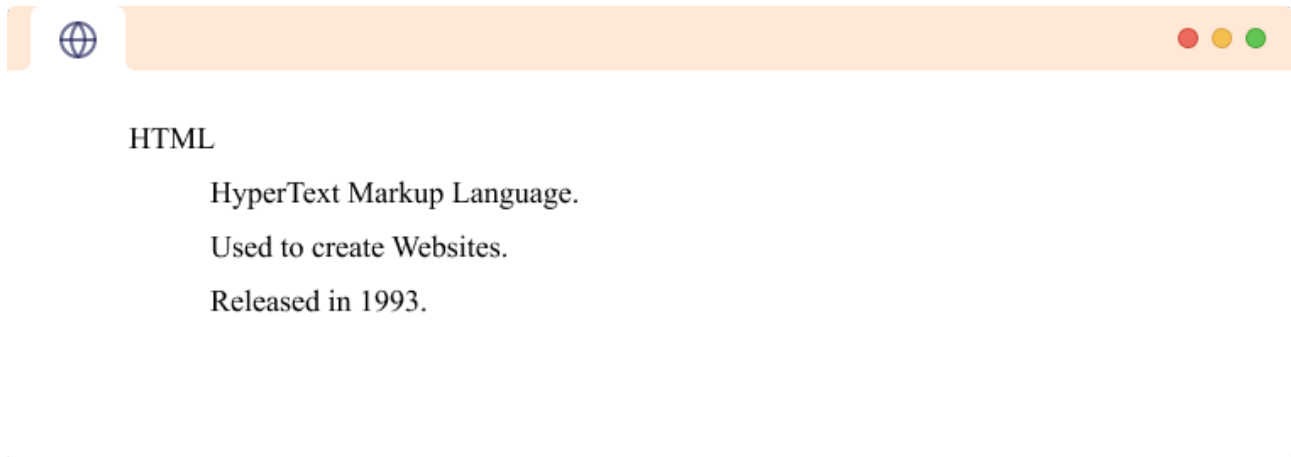 HTML
HyperText Markup Language.
Used to create Websites.
Released in 1993.